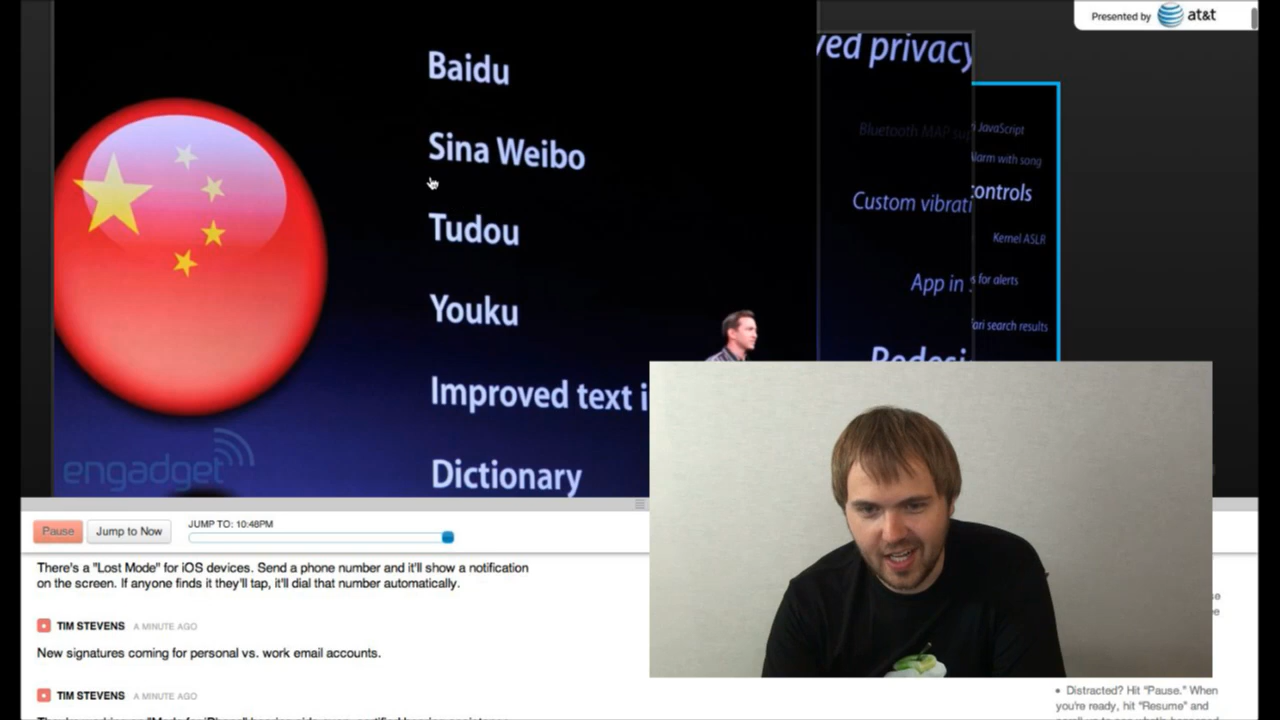 Presented by at&t
Baidu
Sina Weibo
Tudou
Youku
Improved text i
Dictionary
engadget
ved privacy
Bluetooth MAP sup
Custom vibrati
App in
JavaScript
Alarm with song
controls
Kernel ASLR
s for alerts
ari search results
Pause
Jump to Now
JUMP TO: 10:48PM
There's a "Lost Mode" for iOS devices. Send a phone number and it'll show a notification
on the screen. If anyone finds it they'll tap, it'll dial that number automatically.
TIM STEVENS A MINUTE AGO
New signatures coming for personal vs. work email accounts.
TIM STEVENS A MINUTE AGO
• Distracted? Hit "Pause." When
you're ready, hit "Resume" and